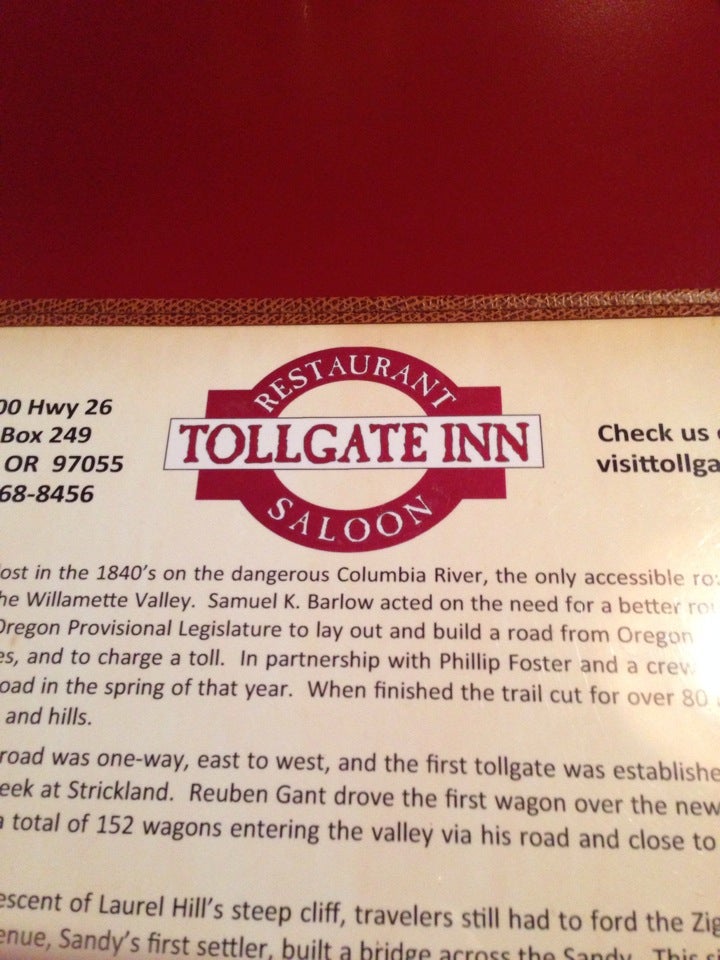 RESTAURANT
TOLLGATE INN
SALOON
00 Hwy 26
Box 249
OR 97055
68-8456
Check us
visittollga
lost in the 1840's on the dangerous Columbia River, the only accessible
he Willamette Valley. Samuel K. Barlow acted on the need for a better
Oregon Provisional Legislature to lay out and build a road from Oregon
es, and to charge a toll. In partnership with Phillip Foster and a crew
oad in the spring of that year. When finished the trail cut for over 80
and hills.
road was one-way, east to west, and the first tollgate was establishe
eek at Strickland. Reuben Gant drove the first wagon over the new
a total of 152 wagons entering the valley via his road and close to
escent of Laurel Hill's steep cliff, travelers still had to ford the Zig
enue, Sandy's first settler, built a bridge across the Sandy. This